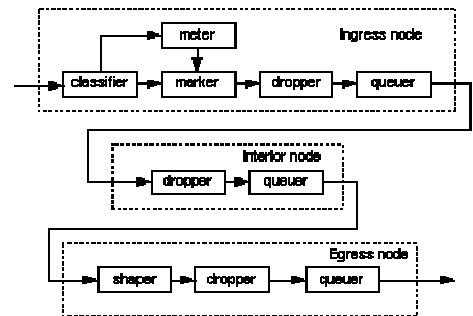 meter
Ingress node
classifier
marker
dropper
queuer
Interior node
dropper
queuer
Egress node
shaper
dropper
queuer